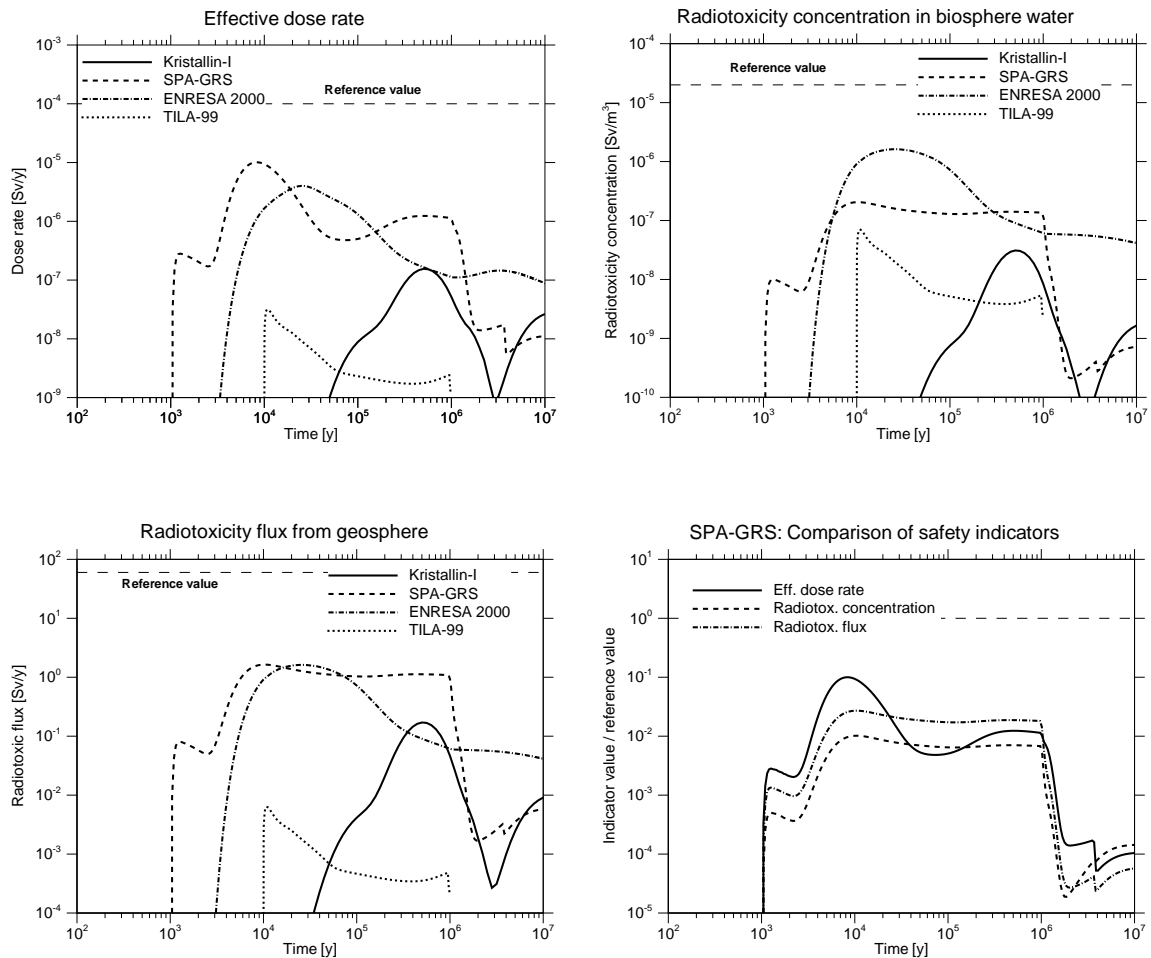 Effective dose rate
10⁻³
Kristallin-I
SPA-GRS
ENRESA 2000
TILA-99
Reference value
10⁻⁴
10⁻⁵
10⁻⁶
10⁻⁷
10⁻⁸
10⁻⁹
Dose rate [Sv/y]
10² 10³ 10⁴ 10⁵ 10⁶ 10⁷
Time [y]
Radiotoxicity concentration in biosphere water
10⁻⁴
Kristallin-I
SPA-GRS
ENRESA 2000
TILA-99
Reference value
10⁻⁵
10⁻⁶
10⁻⁷
10⁻⁸
10⁻⁹
10⁻¹⁰
Radiotoxicity concentration [Sv/m³]
10² 10³ 10⁴ 10⁵ 10⁶ 10⁷
Time [y]
Radiotoxicity flux from geosphere
10²
Kristallin-I
SPA-GRS
ENRESA 2000
TILA-99
Reference value
10¹
10⁰
10⁻¹
10⁻²
10⁻³
10⁻⁴
Radiotoxic flux [Sv/y]
10² 10³ 10⁴ 10⁵ 10⁶ 10⁷
Time [y]
SPA-GRS: Comparison of safety indicators
10¹
Eff. dose rate
Radiotox. concentration
Radiotox. flux
10⁰
10⁻¹
10⁻²
10⁻³
10⁻⁴
10⁻⁵
Indicator value / reference value
10² 10³ 10⁴ 10⁵ 10⁶ 10⁷
Time [y]